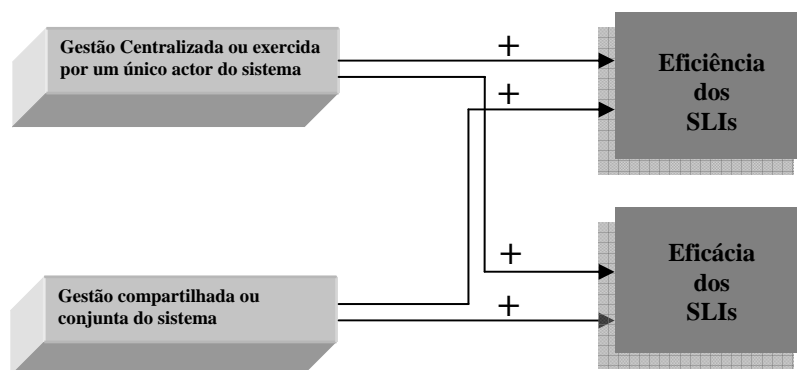 Gestão Centralizada ou exercida
por um único actor do sistema
+
+
Eficiência
dos
SLIs
Gestão compartilhada ou
conjunta do sistema
+
+
Eficácia
dos
SLIs